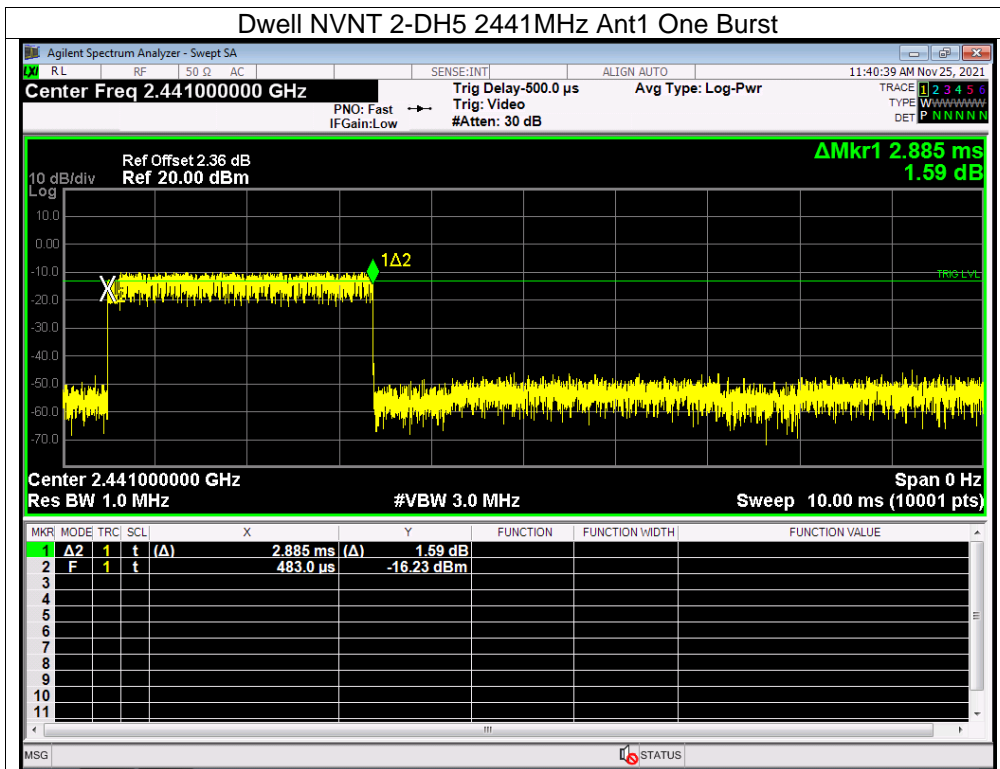 Dwell NVNT 2-DH5 2441MHz Ant1 One Burst
Agilent Spectrum Analyzer - Swept SA
LXI RL RF 50 Ω AC SENSE:INT ALIGN AUTO 11:40:39 AM Nov 25, 2021
Center Freq 2.441000000 GHz Trig Delay-500.0 µs Avg Type: Log-Pwr TRACE 1 2 3 4 5 6
PNO: Fast Trig: Video TYPE WWWWWW
IFGain:Low #Atten: 30 dB DET P N N N N N
ΔMkr1 2.885 ms
1.59 dB
Ref Offset 2.36 dB
10 dB/div Ref 20.00 dBm
Log
10.0
0.00
1Δ2
-10.0
TRIG LVL
-20.0
-30.0
-40.0
-50.0
-60.0
-70.0
Center 2.441000000 GHz Span 0 Hz
Res BW 1.0 MHz #VBW 3.0 MHz Sweep 10.00 ms (10001 pts)
MKR MODE TRC SCL X Y FUNCTION FUNCTION WIDTH FUNCTION VALUE
1 Δ2 1 t (Δ) 2.885 ms (Δ) 1.59 dB
2 F 1 t 483.0 µs -16.23 dBm
3
4
5
6
7
8
9
10
11
MSG STATUS